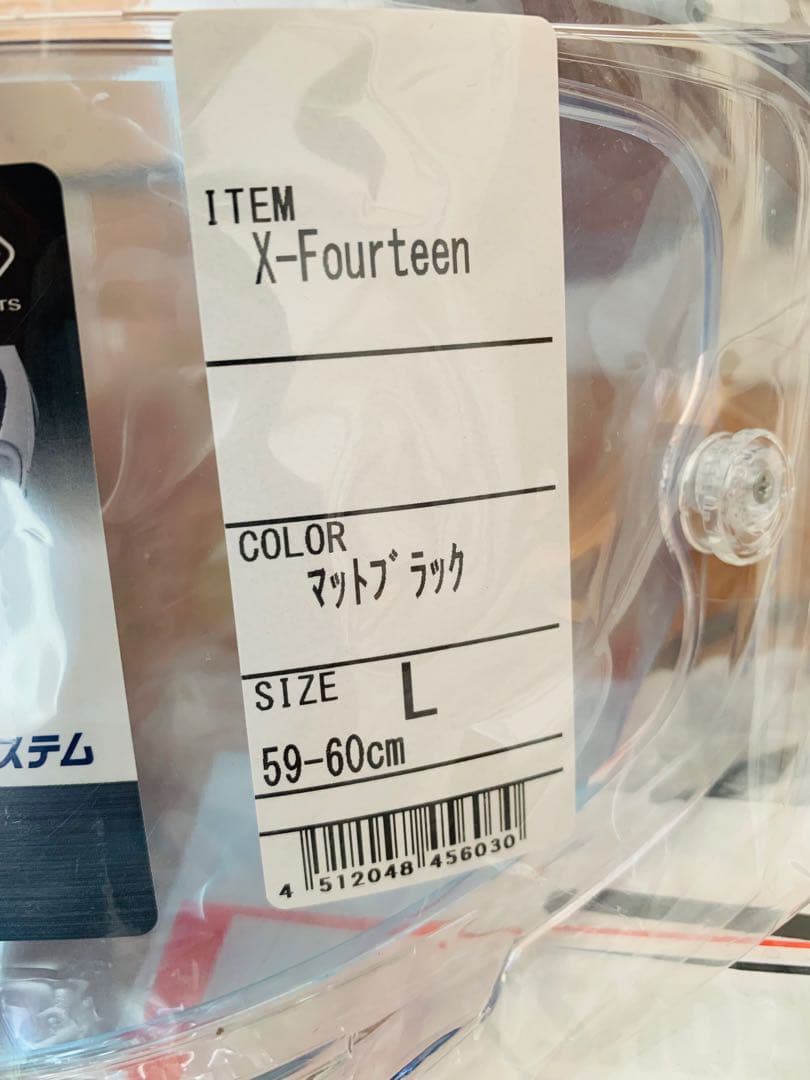 ITEM
X-Fourteen
COLOR
ﾏｯﾄﾌﾞﾗｯｸ
SIZE L
59-60cm
4 512048 456030
TS
ステム